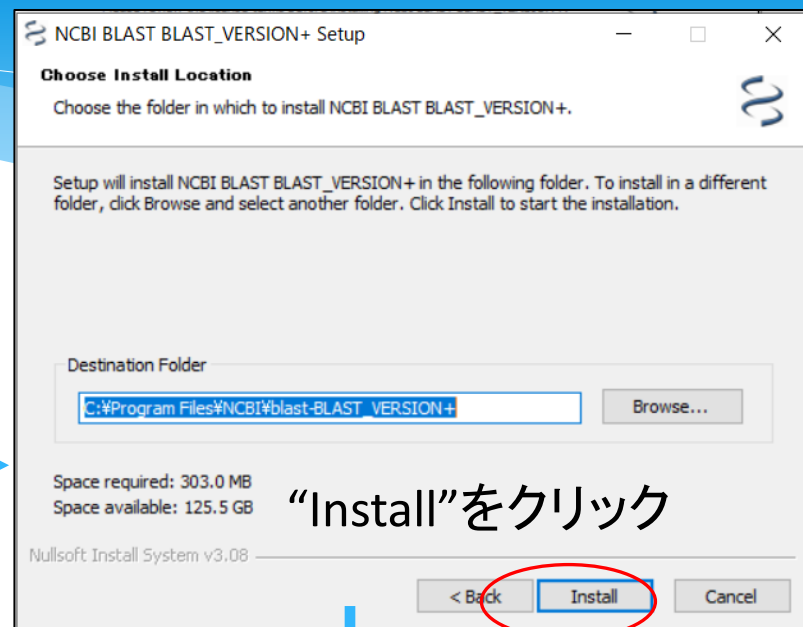 NCBI BLAST BLAST_VERSION+ Setup
Choose Install Location
Choose the folder in which to install NCBI BLAST BLAST_VERSION+.
Setup will install NCBI BLAST BLAST_VERSION+ in the following folder. To install in a different
folder, click Browse and select another folder. Click Install to start the installation.
Destination Folder
C:¥Program Files¥NCBI¥blast-BLAST_VERSION+
Browse...
Space required: 303.0 MB
Space available: 125.5 GB
“Install”をクリック
Nullsoft Install System v3.08
< Back
Install
Cancel